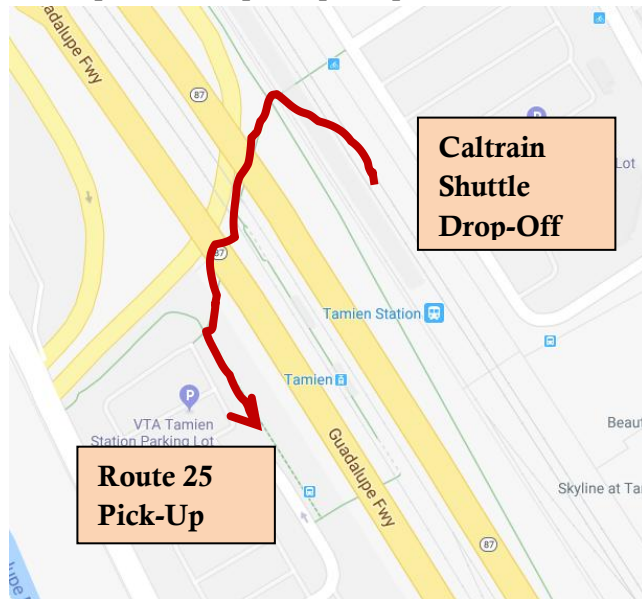 Guadalupe Fwy
87
P
Lot
Caltrain
Shuttle
Drop-Off
87
Tamien Station
Tamien
P
VTA Tamien
Station Parking Lot
Beau
Guadalupe Fwy
Route 25
Pick-Up
Skyline at Ta
87
lupe